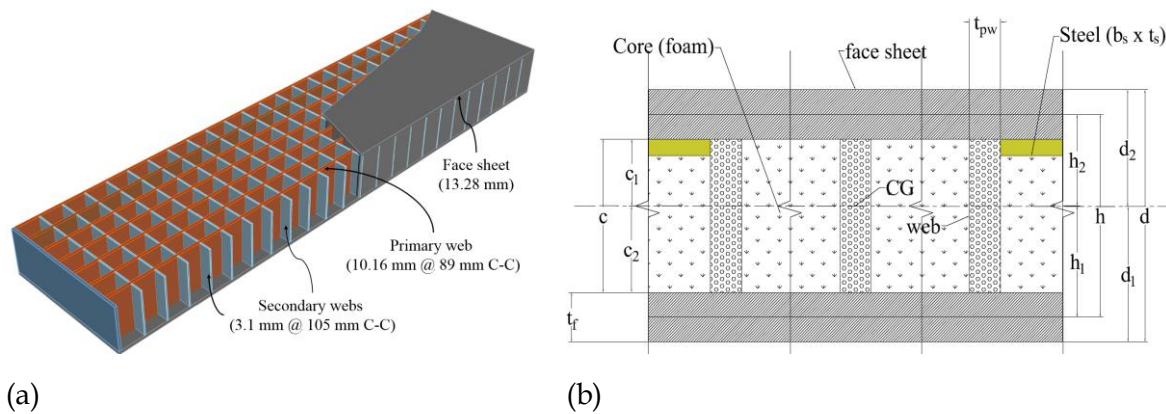 Face sheet
(13.28 mm)
Primary web
(10.16 mm @ 89 mm C-C)
Secondary webs
(3.1 mm @ 105 mm C-C)
(a)
t_pw
Core (foam)
face sheet
Steel (b_s x t_s)
c_1
c
c_2
CG
web
t_f
h_2
h
h_1
d_2
d
d_1
(b)